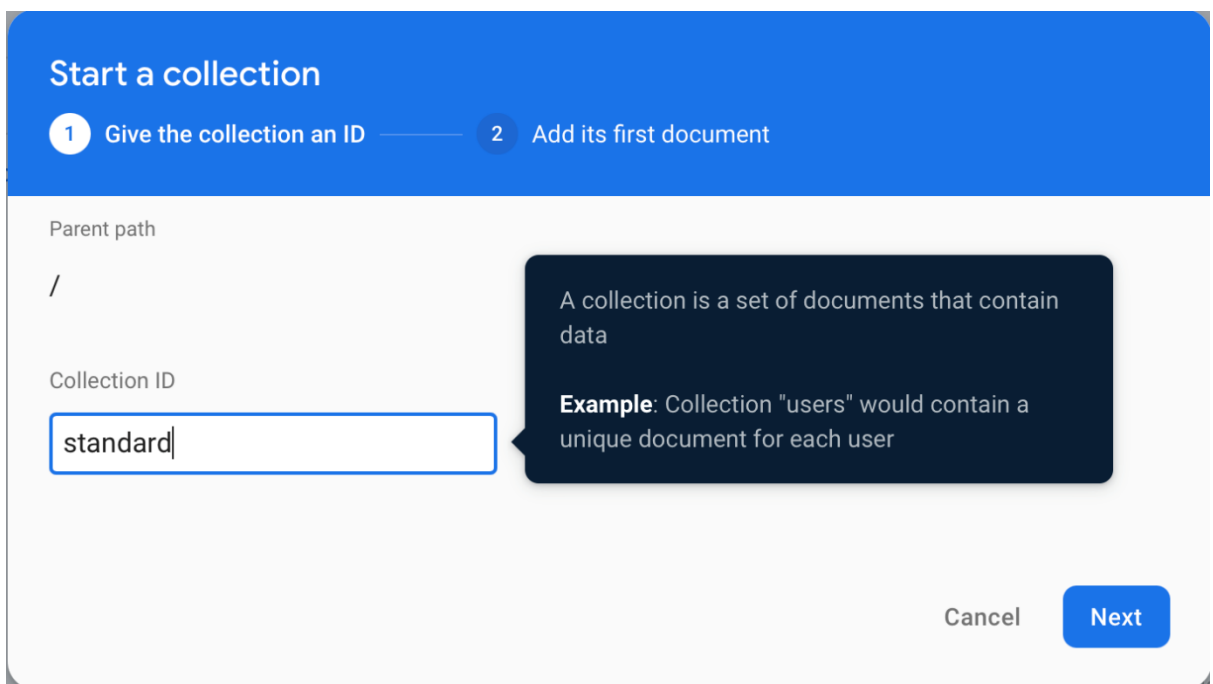 Start a collection
1 Give the collection an ID 2 Add its first document
Parent path
/
A collection is a set of documents that contain
data
Collection ID
Example: Collection "users" would contain a
unique document for each user
standard
Cancel Next